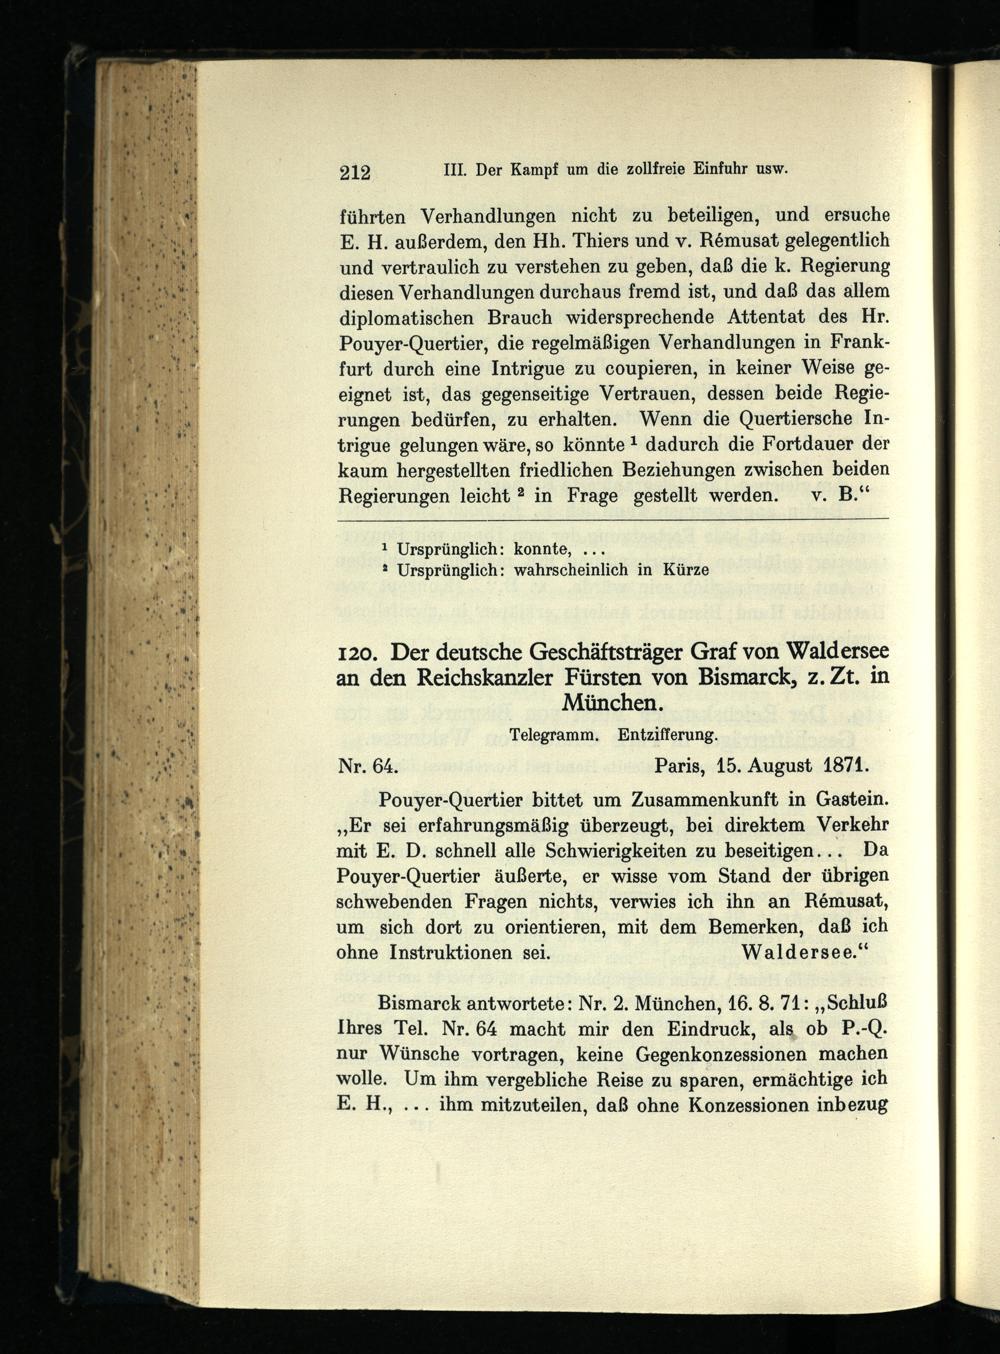 212 III. Der Kampf um die zollfreie Einfuhr usw.
führten Verhandlungen nicht zu beteiligen, und ersuche
E. H. außerdem, den Hh. Thiers und v. Rémusat gelegentlich
und vertraulich zu verstehen zu geben, daß die k. Regierung
diesen Verhandlungen durchaus fremd ist, und daß das allem
diplomatischen Brauch widersprechende Attentat des Hr.
Pouyer-Quertier, die regelmäßigen Verhandlungen in Frank-
furt durch eine Intrigue zu coupieren, in keiner Weise ge-
eignet ist, das gegenseitige Vertrauen, dessen beide Regie-
rungen bedürfen, zu erhalten. Wenn die Quertiersche In-
trigue gelungen wäre, so könnte ¹ dadurch die Fortdauer der
kaum hergestellten friedlichen Beziehungen zwischen beiden
Regierungen leicht ² in Frage gestellt werden. v. B.“
¹ Ursprünglich: konnte, ...
² Ursprünglich: wahrscheinlich in Kürze
120. Der deutsche Geschäftsträger Graf von Waldersee
an den Reichskanzler Fürsten von Bismarck, z. Zt. in
München.
Telegramm. Entzifferung.
Nr. 64. Paris, 15. August 1871.
Pouyer-Quertier bittet um Zusammenkunft in Gastein.
„Er sei erfahrungsmäßig überzeugt, bei direktem Verkehr
mit E. D. schnell alle Schwierigkeiten zu beseitigen... Da
Pouyer-Quertier äußerte, er wisse vom Stand der übrigen
schwebenden Fragen nichts, verwies ich ihn an Rémusat,
um sich dort zu orientieren, mit dem Bemerken, daß ich
ohne Instruktionen sei. Waldersee.“
Bismarck antwortete: Nr. 2. München, 16. 8. 71: „Schluß
Ihres Tel. Nr. 64 macht mir den Eindruck, als ob P.-Q.
nur Wünsche vortragen, keine Gegenkonzessionen machen
wolle. Um ihm vergebliche Reise zu sparen, ermächtige ich
E. H., ... ihm mitzuteilen, daß ohne Konzessionen inbezug